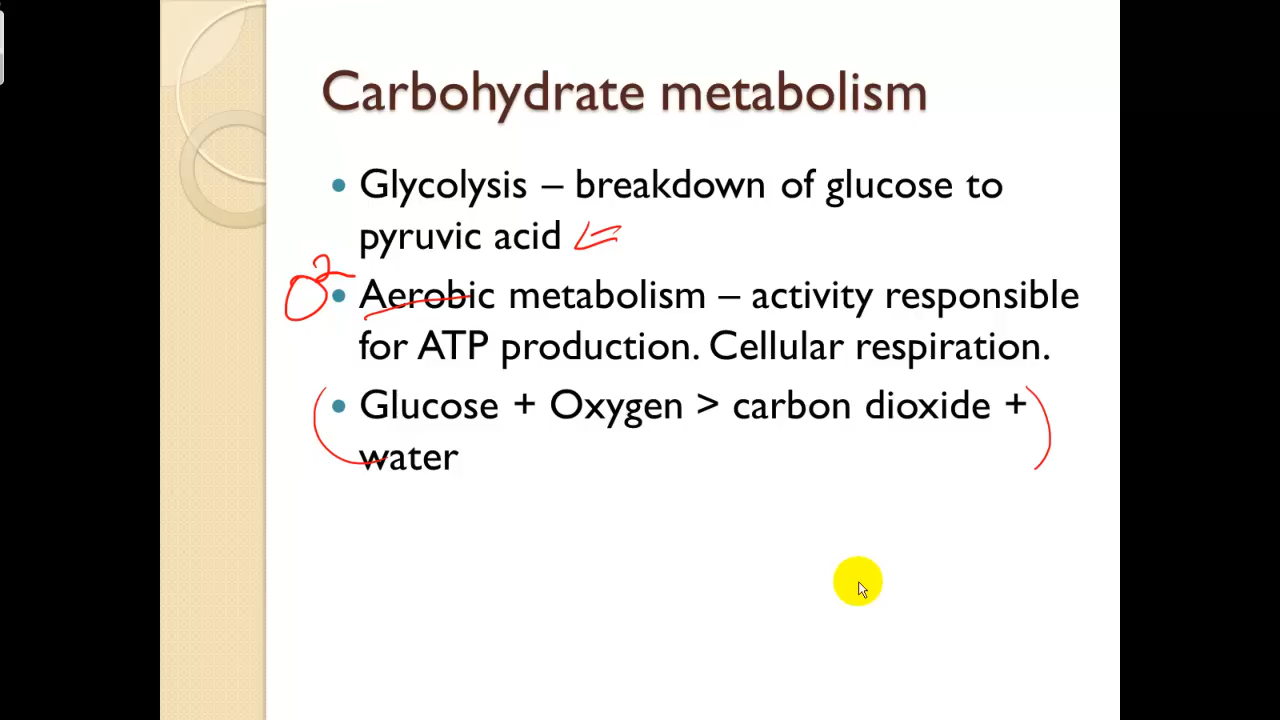 Carbohydrate metabolism
• Glycolysis – breakdown of glucose to
pyruvic acid
O2
• Aerobic metabolism – activity responsible
for ATP production. Cellular respiration.
• Glucose + Oxygen > carbon dioxide +
water